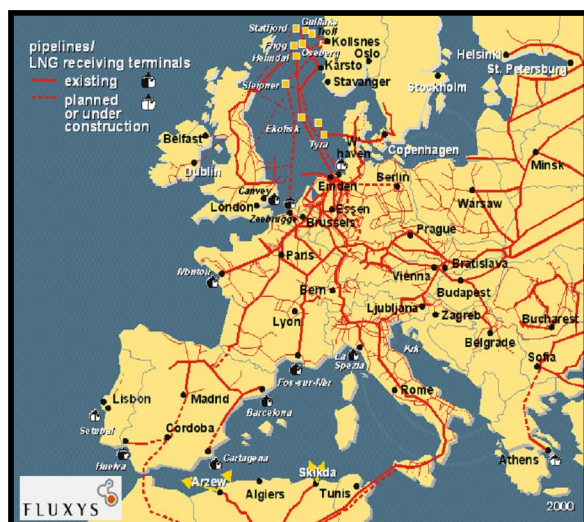 pipelines/
LNG receiving terminals
existing
planned
or under
construction
Statfjord
Gullfaks
Troll
Frigg
Oseberg
Heimdal
Kollsnes
Oslo
Kårsto
Stavanger
Sleipner
Ekofisk
Tyra
Helsinki
St. Petersburg
Stockholm
Copenhagen
Belfast
Dublin
W'
haven
Minsk
Canvey
London
Emden
Berlin
Essen
Warsaw
Zeebrugge
Brussels
Prague
Montoir
Paris
Vienna
Bratislava
Bern
Budapest
Ljubljana
Lyon
Zagreb
Bucharest
Belgrade
La
Spezia
Krk
Sofia
Fos-sur-Mer
Lisbon
Madrid
Rome
Barcelona
Setubal
Cordoba
Huelva
Cartagena
Athens
Arzew
Skikda
Algiers
Tunis
FLUXYS
2000